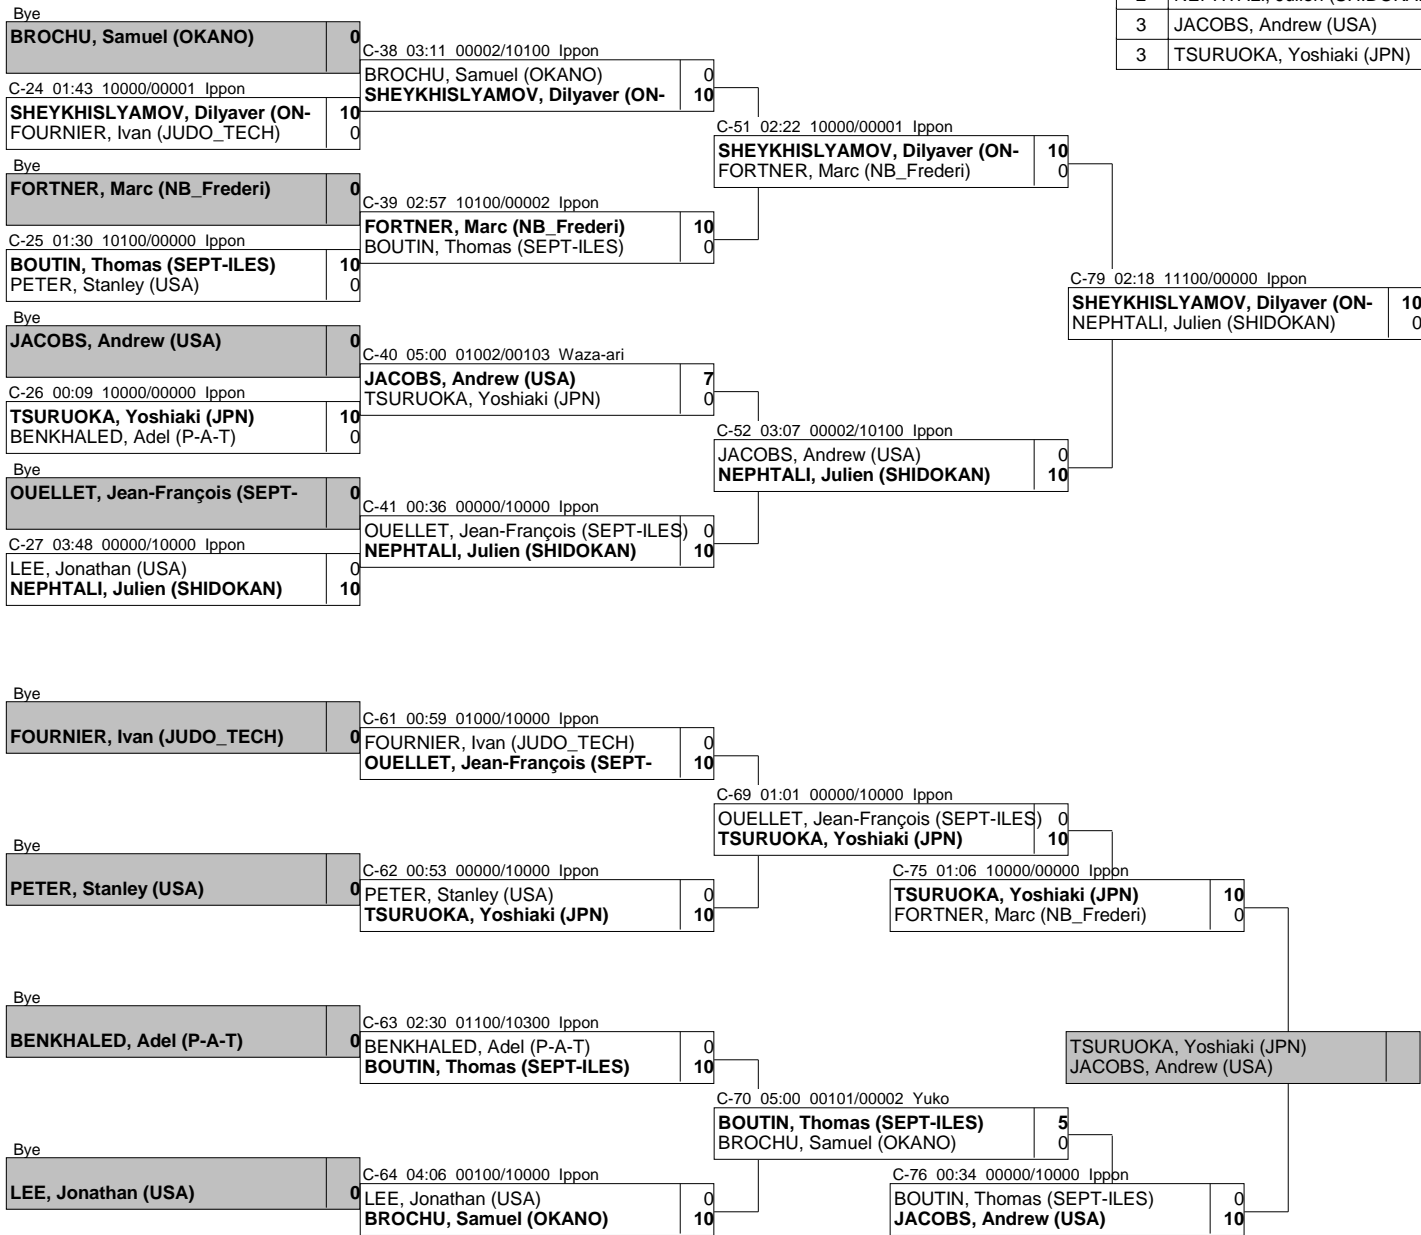 3 JACOBS, Andrew (USA)
3 TSURUOKA, Yoshiaki (JPN)
Bye
BROCHU, Samuel (OKANO) 0
C-24 01:43 10000/00001 Ippon
SHEYKHISLYAMOV, Dilyaver (ON- 10
FOURNIER, Ivan (JUDO_TECH) 0
Bye
FORTNER, Marc (NB_Frederi) 0
C-25 01:30 10100/00000 Ippon
BOUTIN, Thomas (SEPT-ILES) 10
PETER, Stanley (USA) 0
Bye
JACOBS, Andrew (USA) 0
C-26 00:09 10000/00000 Ippon
TSURUOKA, Yoshiaki (JPN) 10
BENKHALED, Adel (P-A-T) 0
Bye
OUELLET, Jean-François (SEPT- 0
C-27 03:48 00000/10000 Ippon
LEE, Jonathan (USA) 0
NEPHTALI, Julien (SHIDOKAN) 10
C-38 03:11 00002/10100 Ippon
BROCHU, Samuel (OKANO) 0
SHEYKHISLYAMOV, Dilyaver (ON- 10
C-39 02:57 10100/00002 Ippon
FORTNER, Marc (NB_Frederi) 10
BOUTIN, Thomas (SEPT-ILES) 0
C-40 05:00 01002/00103 Waza-ari
JACOBS, Andrew (USA) 7
TSURUOKA, Yoshiaki (JPN) 0
C-41 00:36 00000/10000 Ippon
OUELLET, Jean-François (SEPT-ILES) 0
NEPHTALI, Julien (SHIDOKAN) 10
C-51 02:22 10000/00001 Ippon
SHEYKHISLYAMOV, Dilyaver (ON- 10
FORTNER, Marc (NB_Frederi) 0
C-52 03:07 00002/10100 Ippon
JACOBS, Andrew (USA) 0
NEPHTALI, Julien (SHIDOKAN) 10
C-79 02:18 11100/00000 Ippon
SHEYKHISLYAMOV, Dilyaver (ON- 10
NEPHTALI, Julien (SHIDOKAN) 0
Bye
FOURNIER, Ivan (JUDO_TECH) 0
Bye
PETER, Stanley (USA) 0
Bye
BENKHALED, Adel (P-A-T) 0
Bye
LEE, Jonathan (USA) 0
C-61 00:59 01000/10000 Ippon
FOURNIER, Ivan (JUDO_TECH) 0
OUELLET, Jean-François (SEPT- 10
C-62 00:53 00000/10000 Ippon
PETER, Stanley (USA) 0
TSURUOKA, Yoshiaki (JPN) 10
C-63 02:30 01100/10300 Ippon
BENKHALED, Adel (P-A-T) 0
BOUTIN, Thomas (SEPT-ILES) 10
C-64 04:06 00100/10000 Ippon
LEE, Jonathan (USA) 0
BROCHU, Samuel (OKANO) 10
C-69 01:01 00000/10000 Ippon
OUELLET, Jean-François (SEPT-ILES) 0
TSURUOKA, Yoshiaki (JPN) 10
C-70 05:00 00101/00002 Yuko
BOUTIN, Thomas (SEPT-ILES) 5
BROCHU, Samuel (OKANO) 0
C-75 01:06 10000/00000 Ippon
TSURUOKA, Yoshiaki (JPN) 10
FORTNER, Marc (NB_Frederi) 0
C-76 00:34 00000/10000 Ippon
BOUTIN, Thomas (SEPT-ILES) 0
JACOBS, Andrew (USA) 10
TSURUOKA, Yoshiaki (JPN)
JACOBS, Andrew (USA)